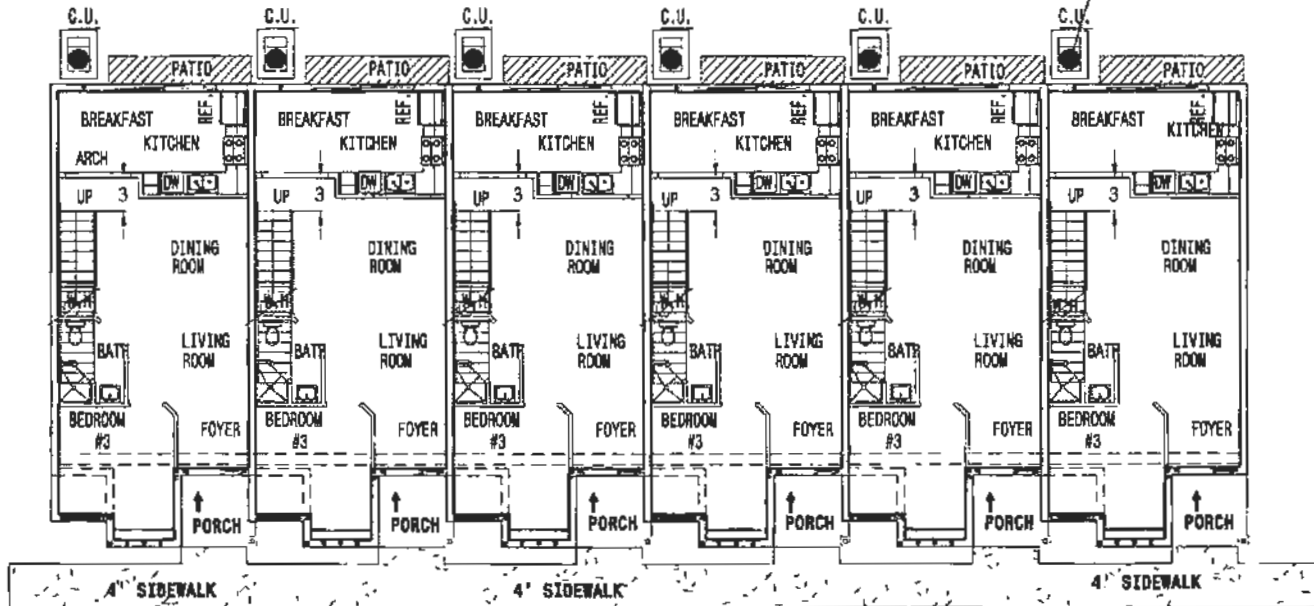 C.U. C.U. C.U. C.U. C.U. C.U.
PATIO PATIO PATIO PATIO PATIO PATIO
REF. REF. REF. REF. REF. REF.
BREAKFAST BREAKFAST BREAKFAST BREAKFAST BREAKFAST BREAKFAST
KITCHEN KITCHEN KITCHEN KITCHEN KITCHEN KITCHEN
ARCH
DW DW DW DW DW DW
UP 3 UP 3 UP 3 UP 3 UP 3 UP 3
DINING DINING DINING DINING DINING DINING
ROOM ROOM ROOM ROOM ROOM ROOM
W.H W.H W.H W.H W.H W.H
LIVING LIVING LIVING LIVING LIVING LIVING
BATH BATH BATH BATH BATH BATH
ROOM ROOM ROOM ROOM ROOM ROOM
BEDROOM BEDROOM BEDROOM BEDROOM BEDROOM BEDROOM
#3 FOYER #3 FOYER #3 FOYER #3 FOYER #3 FOYER #3 FOYER
PORCH PORCH PORCH PORCH PORCH PORCH
4' SIDEWALK 4' SIDEWALK 4' SIDEWALK